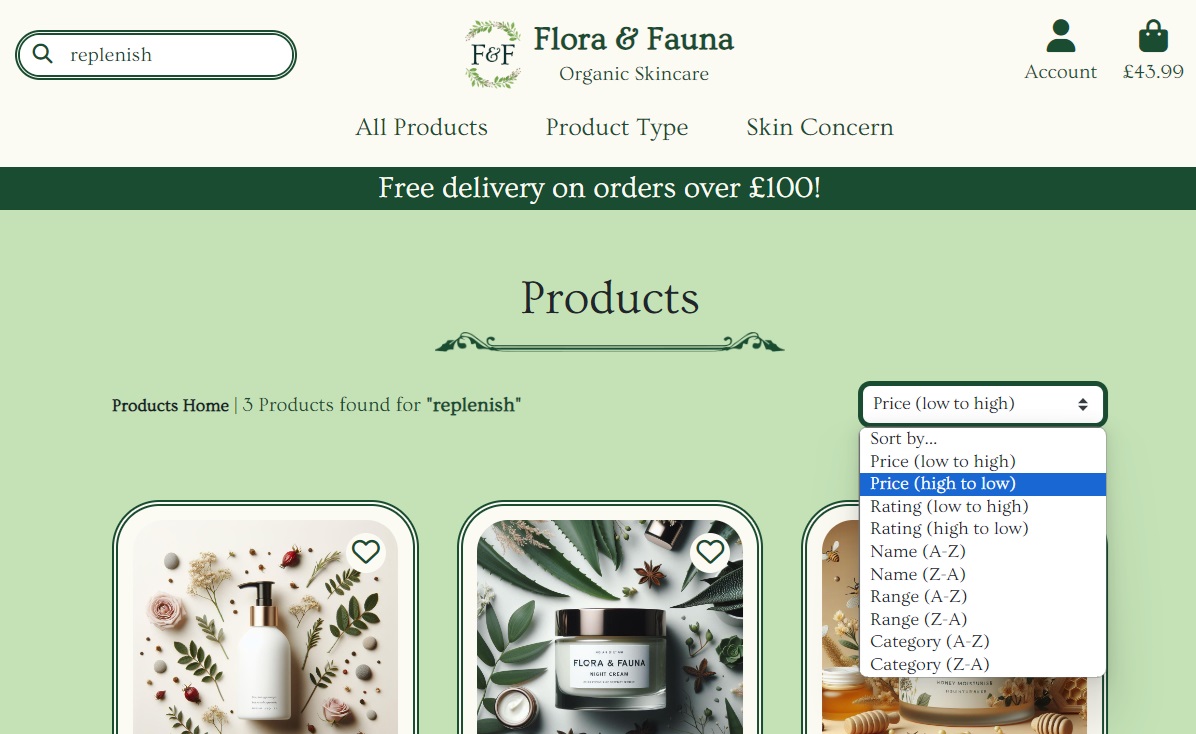 replenish
F&F
Flora & Fauna
Organic Skincare
Account
£43.99
All Products
Product Type
Skin Concern
Free delivery on orders over £100!
Products
Products Home | 3 Products found for "replenish"
Price (low to high)
Sort by...
Price (low to high)
Price (high to low)
Rating (low to high)
Rating (high to low)
Name (A-Z)
Name (Z-A)
Range (A-Z)
Range (Z-A)
Category (A-Z)
Category (Z-A)
FLORA & FAUNA
NIGHT CREAM